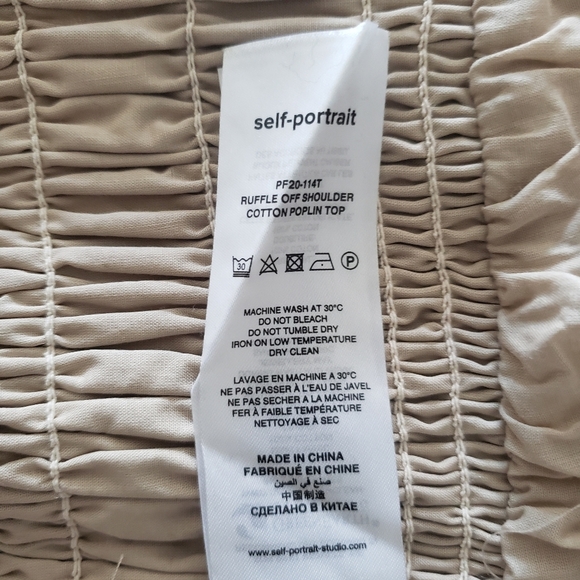 self-portrait
PF20-114T
RUFFLE OFF SHOULDER
COTTON POPLIN TOP
30 P
MACHINE WASH AT 30°C
DO NOT BLEACH
DO NOT TUMBLE DRY
IRON ON LOW TEMPERATURE
DRY CLEAN
LAVAGE EN MACHINE A 30°C
NE PAS PASSER À L'EAU DE JAVEL
NE PAS SECHER A LA MACHINE
FER À FAIBLE TEMPÉRATURE
NETTOYAGE À SEC
MADE IN CHINA
FABRIQUÉ EN CHINE
صنع في الصين
中国制造
СДЕЛАНО В КИТАЕ
www.self-portrait-studio.com